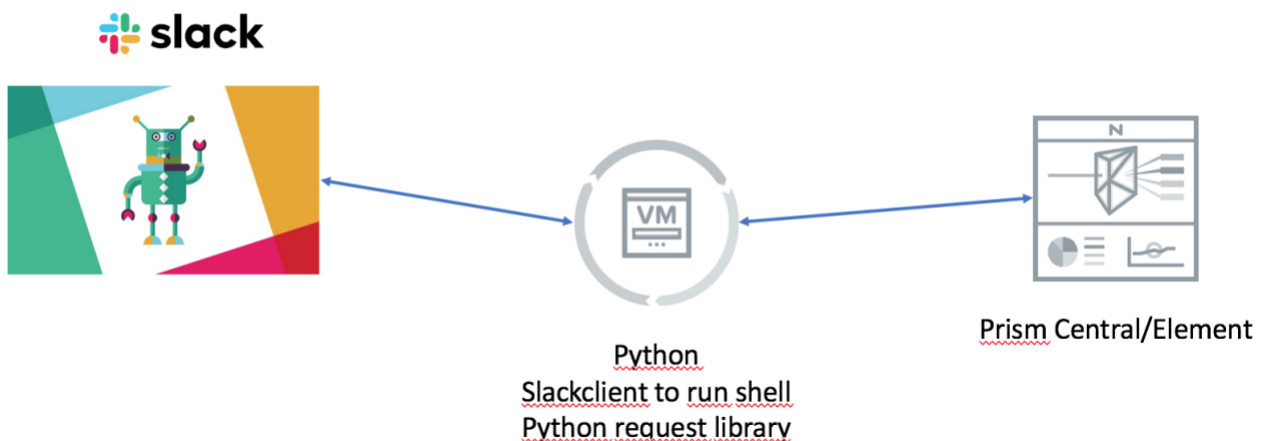 slack
N
VM
Prism Central/Element
Python
Slackclient to run shell
Python request library